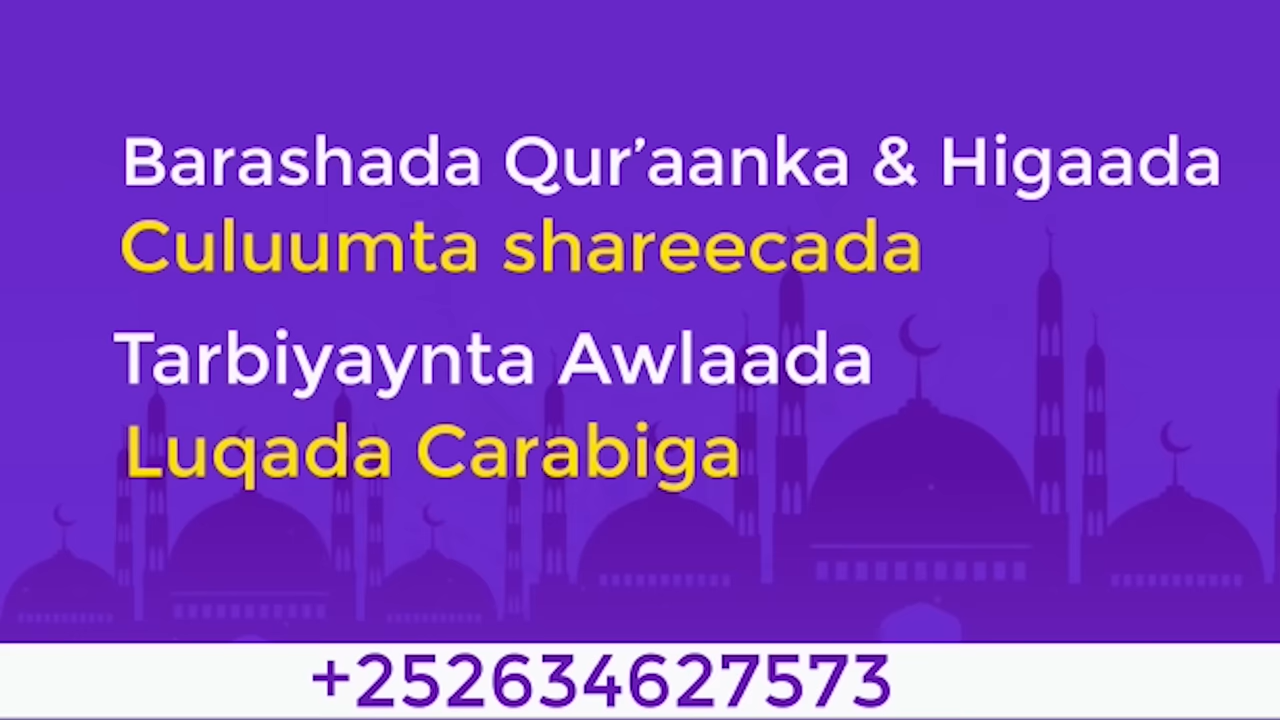 Barashada Qur’aanka & Higaada
Culuumta shareecada
Tarbiyaynta Awlaada
Luqada Carabiga
+252634627573